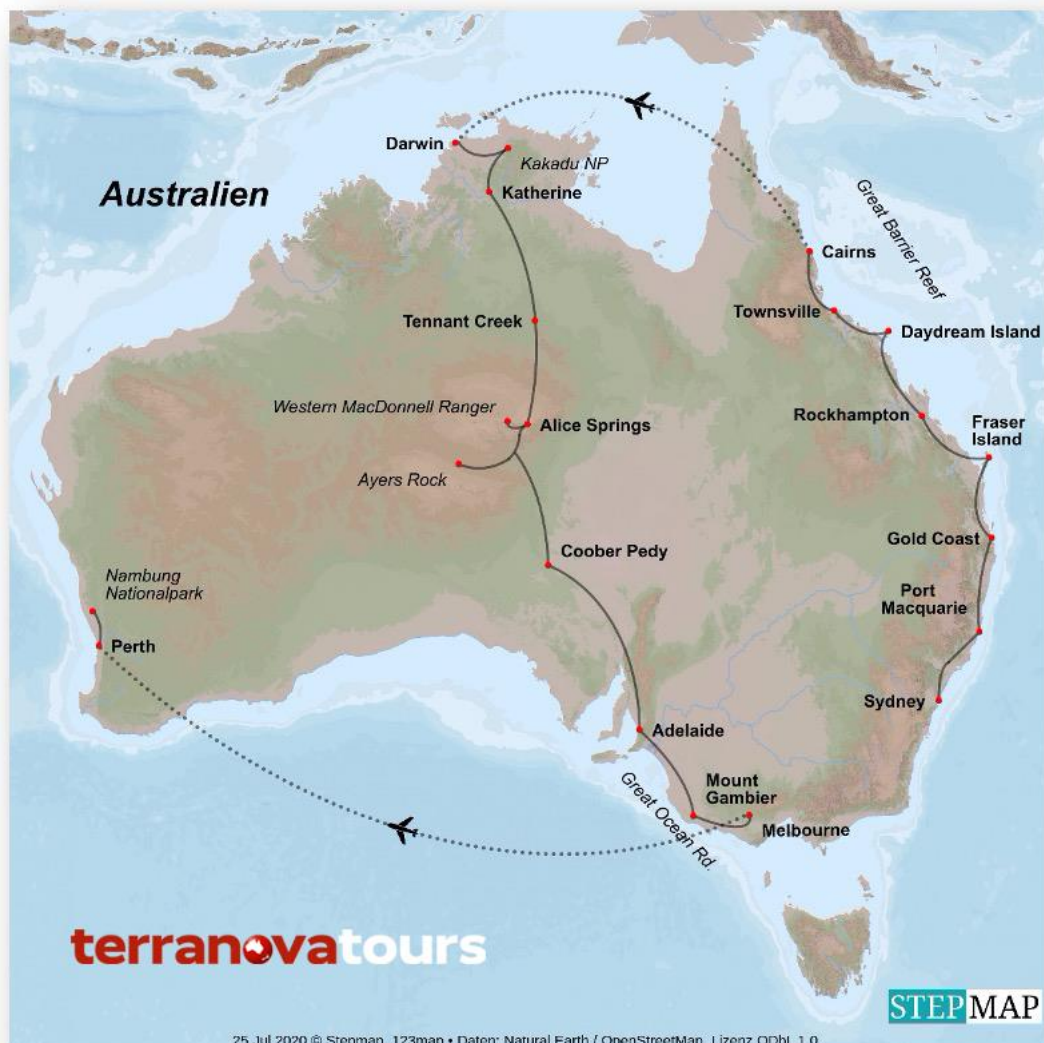 Darwin
Kakadu NP
Australien
Katherine
Great Barrier Reef
Cairns
Tennant Creek
Townsville
Daydream Island
Western MacDonnell Ranger
Alice Springs
Rockhampton
Fraser
Island
Ayers Rock
Gold Coast
Coober Pedy
Nambung
Nationalpark
Port
Macquarie
Perth
Sydney
Adelaide
Mount
Gambier
Great Ocean Rd.
Melbourne
terranovatours
STEPMAP
25 Jul 2020 © Stepmap, 123map • Daten: Natural Earth / OpenStreetMap, Lizenz ODbL 1.0